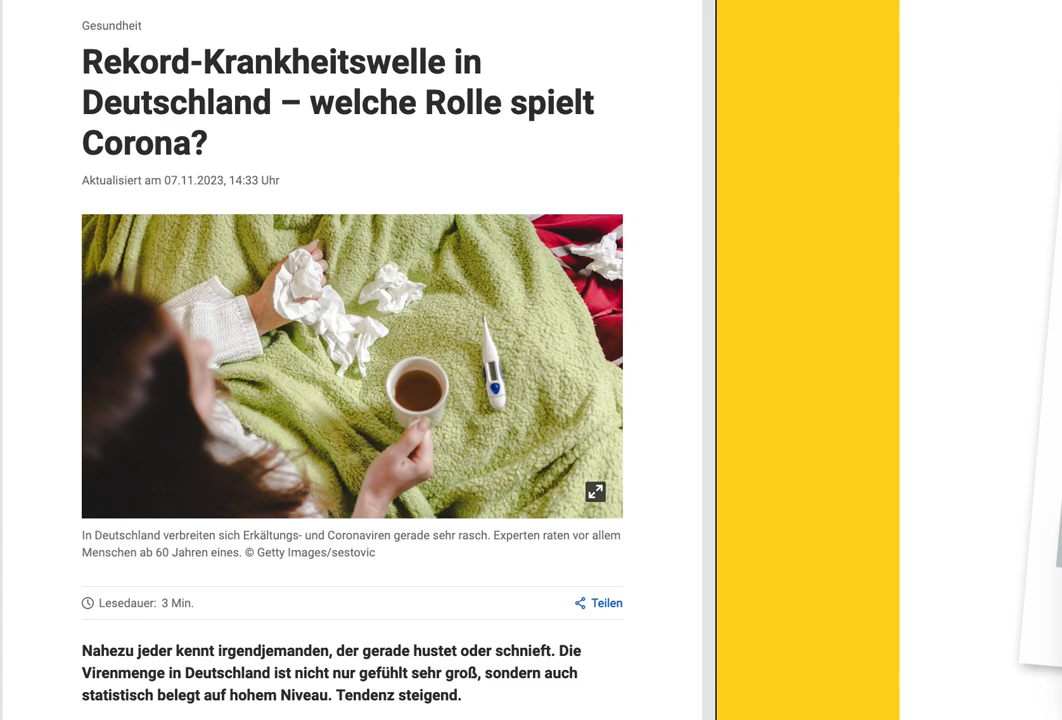 Gesundheit
Rekord-Krankheitswelle in
Deutschland – welche Rolle spielt
Corona?
Aktualisiert am 07.11.2023, 14:33 Uhr
In Deutschland verbreiten sich Erkältungs- und Coronaviren gerade sehr rasch. Experten raten vor allem
Menschen ab 60 Jahren eines. © Getty Images/sestovic
Lesedauer: 3 Min.
Teilen
Nahezu jeder kennt irgendjemanden, der gerade hustet oder schnieft. Die
Virenmenge in Deutschland ist nicht nur gefühlt sehr groß, sondern auch
statistisch belegt auf hohem Niveau. Tendenz steigend.